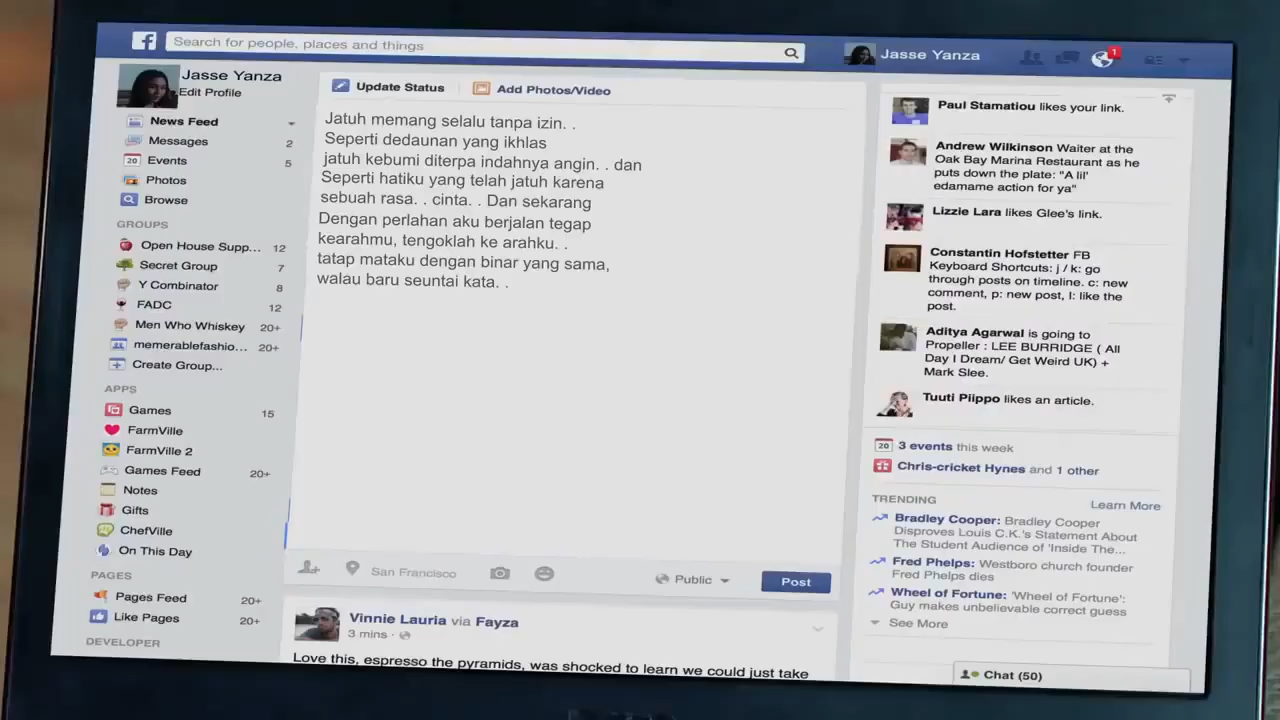 f
Search for people, places and things
Jasse Yanza
1
Jasse Yanza
Edit Profile
News Feed
Messages 2
20 Events 5
Photos
Browse
GROUPS
Open House Supp... 12
Secret Group 7
Y Combinator 8
FADC 12
Men Who Whiskey 20+
memerablefashio... 20+
Create Group...
APPS
Games 15
FarmVille
FarmVille 2
Games Feed 20+
Notes
Gifts
ChefVille
On This Day
PAGES
Pages Feed 20+
Like Pages 20+
DEVELOPER
Update Status Add Photos/Video
Jatuh memang selalu tanpa izin. .
Seperti dedaunan yang ikhlas
jatuh kebumi diterpa indahnya angin. . dan
Seperti hatiku yang telah jatuh karena
sebuah rasa. . cinta. . Dan sekarang
Dengan perlahan aku berjalan tegap
kearahmu, tengoklah ke arahku. .
tatap mataku dengan binar yang sama,
walau baru seuntai kata. .
San Francisco Public Post
Vinnie Lauria via Fayza
3 mins ·
Love this, espresso the pyramids, was shocked to learn we could just take
Paul Stamatiou likes your link.
Andrew Wilkinson Waiter at the
Oak Bay Marina Restaurant as he
puts down the plate: "A lil'
edamame action for ya"
Lizzie Lara likes Glee's link.
Constantin Hofstetter FB
Keyboard Shortcuts: j / k: go
through posts on timeline. c: new
comment, p: new post, l: like the
post.
Aditya Agarwal is going to
Propeller : LEE BURRIDGE ( All
Day I Dream/ Get Weird UK) +
Mark Slee.
Tuuti Piippo likes an article.
20 3 events this week
Chris-cricket Hynes and 1 other
TRENDING Learn More
Bradley Cooper: Bradley Cooper
Disproves Louis C.K.'s Statement About
The Student Audience of 'Inside The...
Fred Phelps: Westboro church founder
Fred Phelps dies
Wheel of Fortune: 'Wheel of Fortune':
Guy makes unbelievable correct guess
See More
Chat (50)